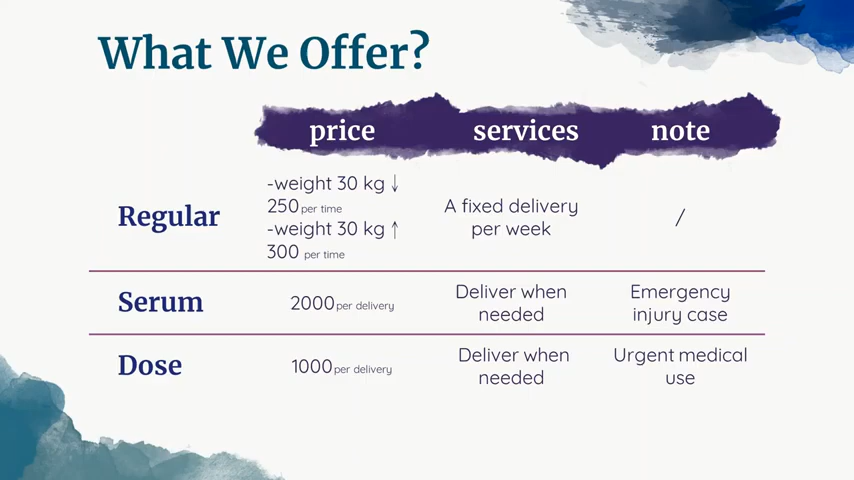 What We Offer?
price services note
Regular
-weight 30 kg ↓
250 per time
-weight 30 kg ↑
300 per time
A fixed delivery
per week
/
Serum
2000 per delivery
Deliver when
needed
Emergency
injury case
Dose
1000 per delivery
Deliver when
needed
Urgent medical
use